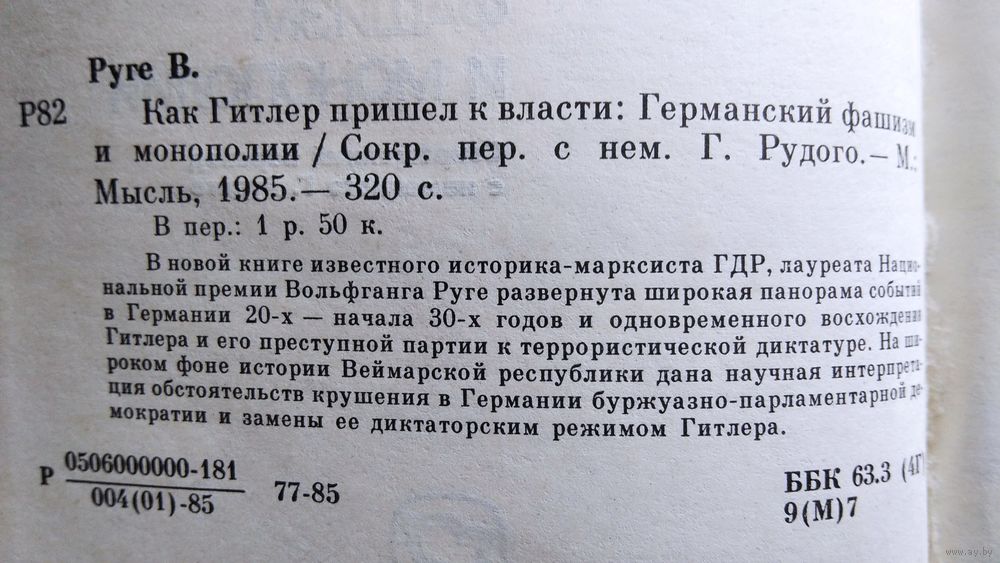 Руге В.
Р82 Как Гитлер пришел к власти: Германский фашизм
и монополии / Сокр. пер. с нем. Г. Рудого.— М.:
Мысль, 1985.— 320 с.
В пер.: 1 р. 50 к.
В новой книге известного историка-марксиста ГДР, лауреата Нацио-
нальной премии Вольфганга Руге развернута широкая панорама событий
в Германии 20-х — начала 30-х годов и одновременного восхождения
Гитлера и его преступной партии к террористической диктатуре. На ши-
роком фоне истории Веймарской республики дана научная интерпрета-
ция обстоятельств крушения в Германии буржуазно-парламентарной де-
мократии и замены ее диктаторским режимом Гитлера.
Р 0506000000-181
004(01)-85
77-85
ББК 63.3 (4Г)
9(М)7
www.ay.by